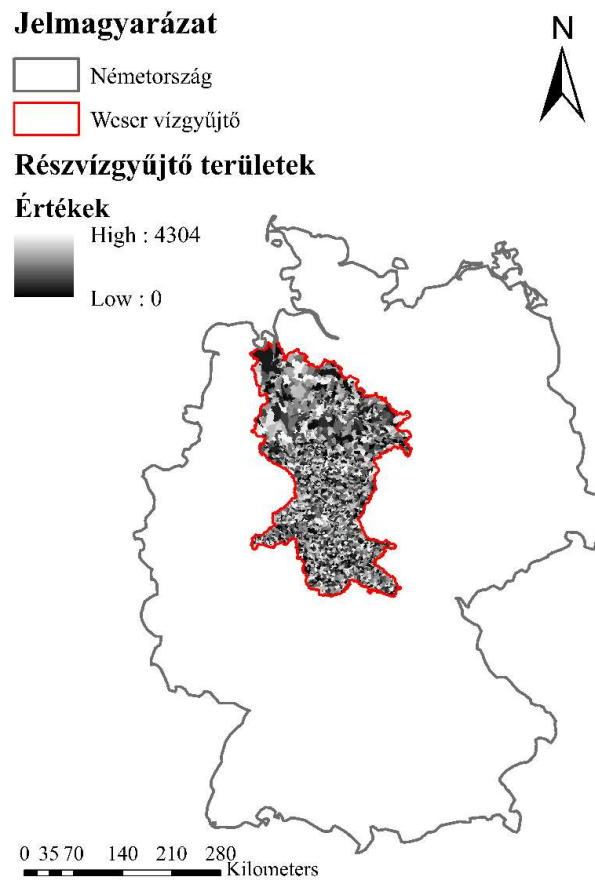 Jelmagyarázat
N
Németország
Weser vízgyűjtő
Részvízgyűjtő területek
Értékek
High : 4304
Low : 0
0 35 70 140 210 280
Kilometers